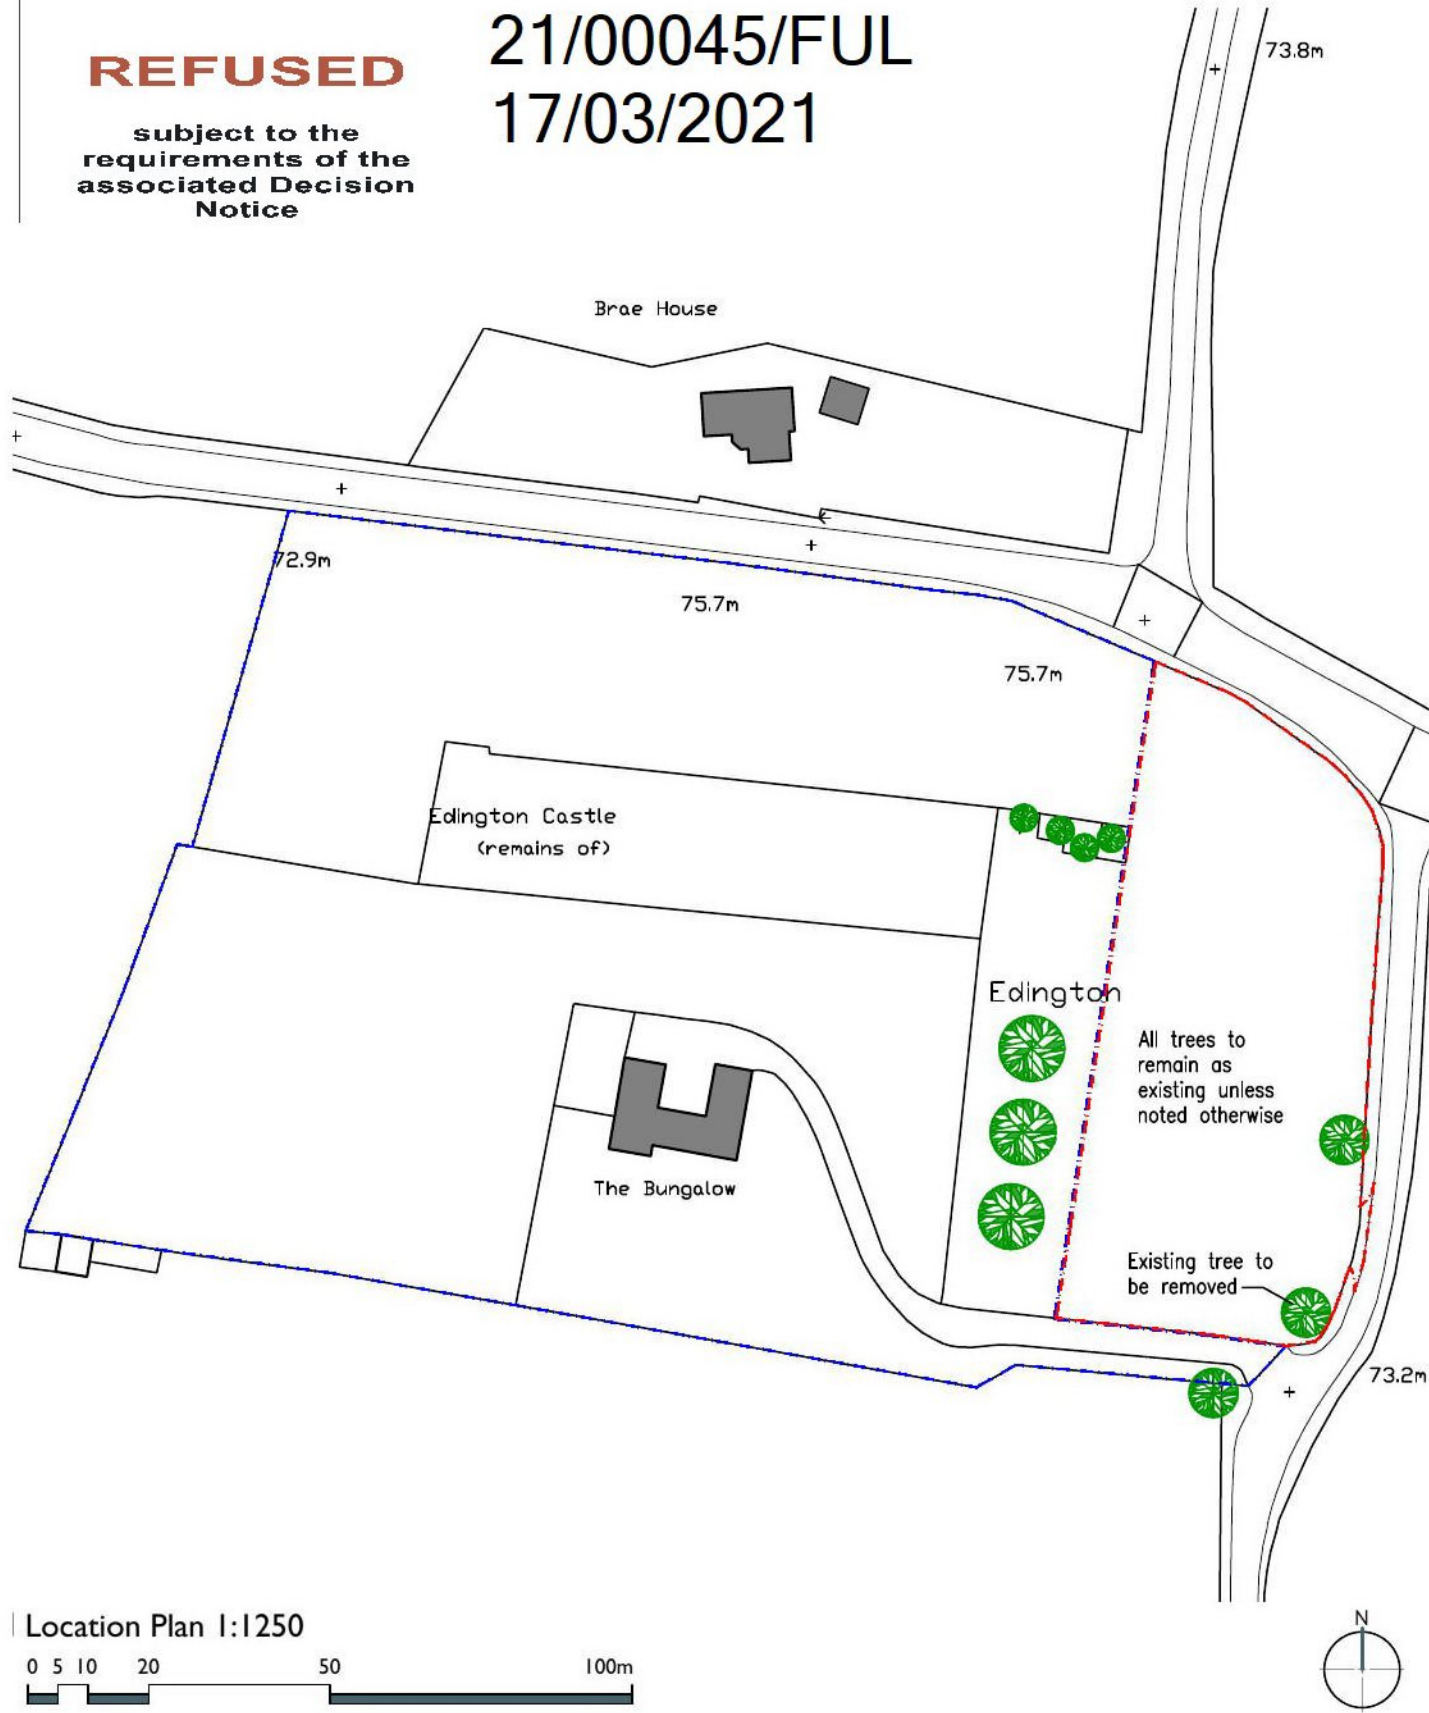 REFUSED
subject to the
requirements of the
associated Decision
Notice
21/00045/FUL
17/03/2021
73.8m
Brae House
72.9m
75.7m
75.7m
Edington Castle
(remains of)
Edington
All trees to
remain as
existing unless
noted otherwise
The Bungalow
Existing tree to
be removed
73.2m
Location Plan 1:1250
0 5 10 20 50 100m
N